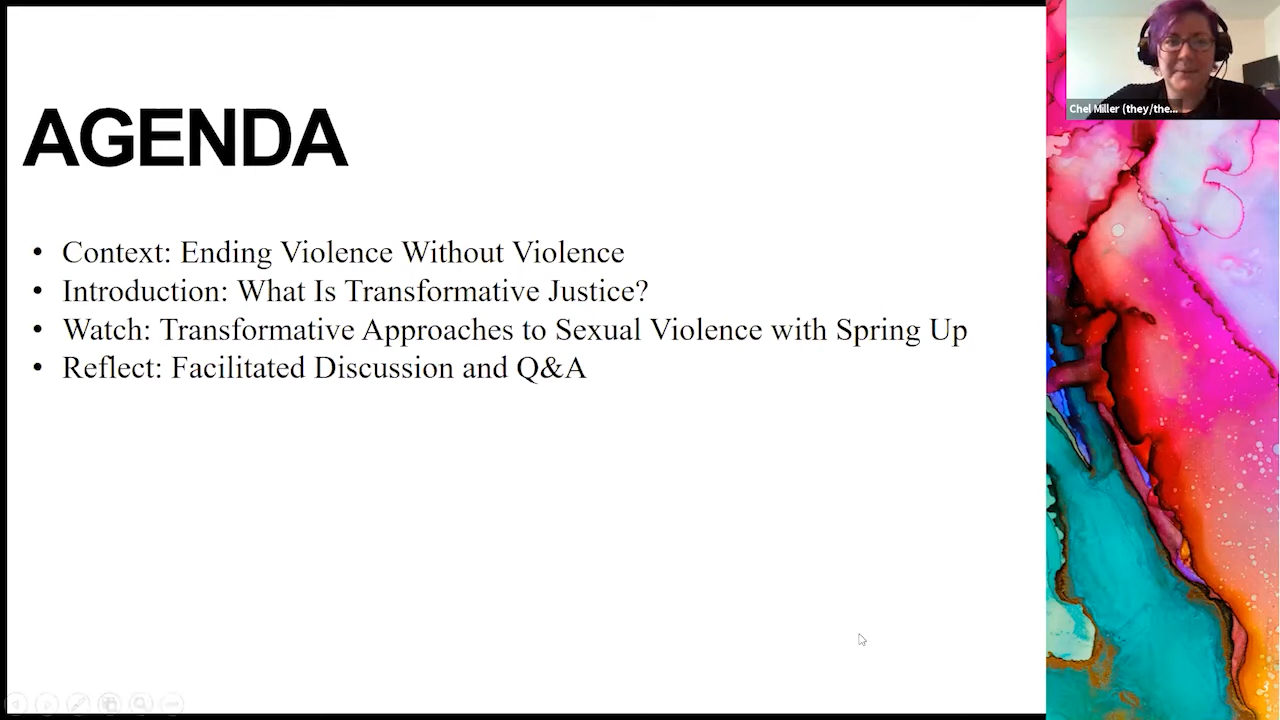 AGENDA
• Context: Ending Violence Without Violence
• Introduction: What Is Transformative Justice?
• Watch: Transformative Approaches to Sexual Violence with Spring Up
• Reflect: Facilitated Discussion and Q&A
Chel Miller (they/the...